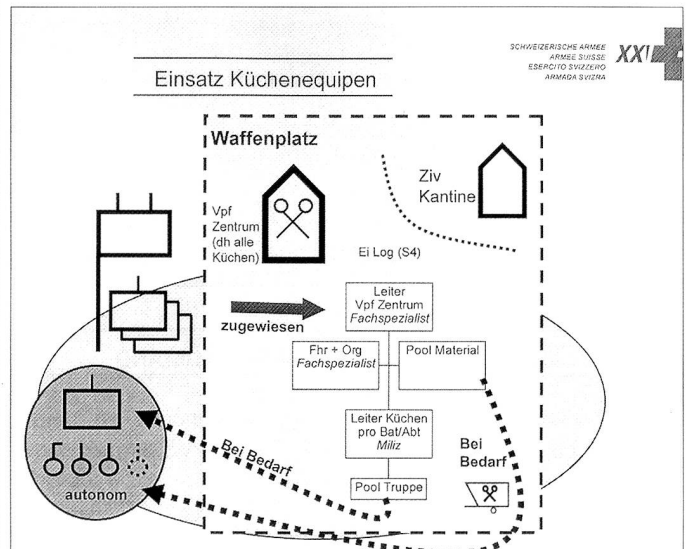 SCHWEIZERISCHE ARMEE
ARMEE SUISSE
ESERCITO SVIZZERO
ARMADA SVIZRA
XXI
Einsatz Küchenequipen
Waffenplatz
Vpf
Zentrum
(dh alle
Küchen)
Ziv
Kantine
Ei Log (S4)
zugewiesen
Leiter
Vpf Zentrum
Fachspezialist
Fhr + Org
Fachspezialist
Pool Material
Leiter Küchen
pro Bat/Abt
Miliz
Pool Truppe
Bei Bedarf
Bei
Bedarf
autonom